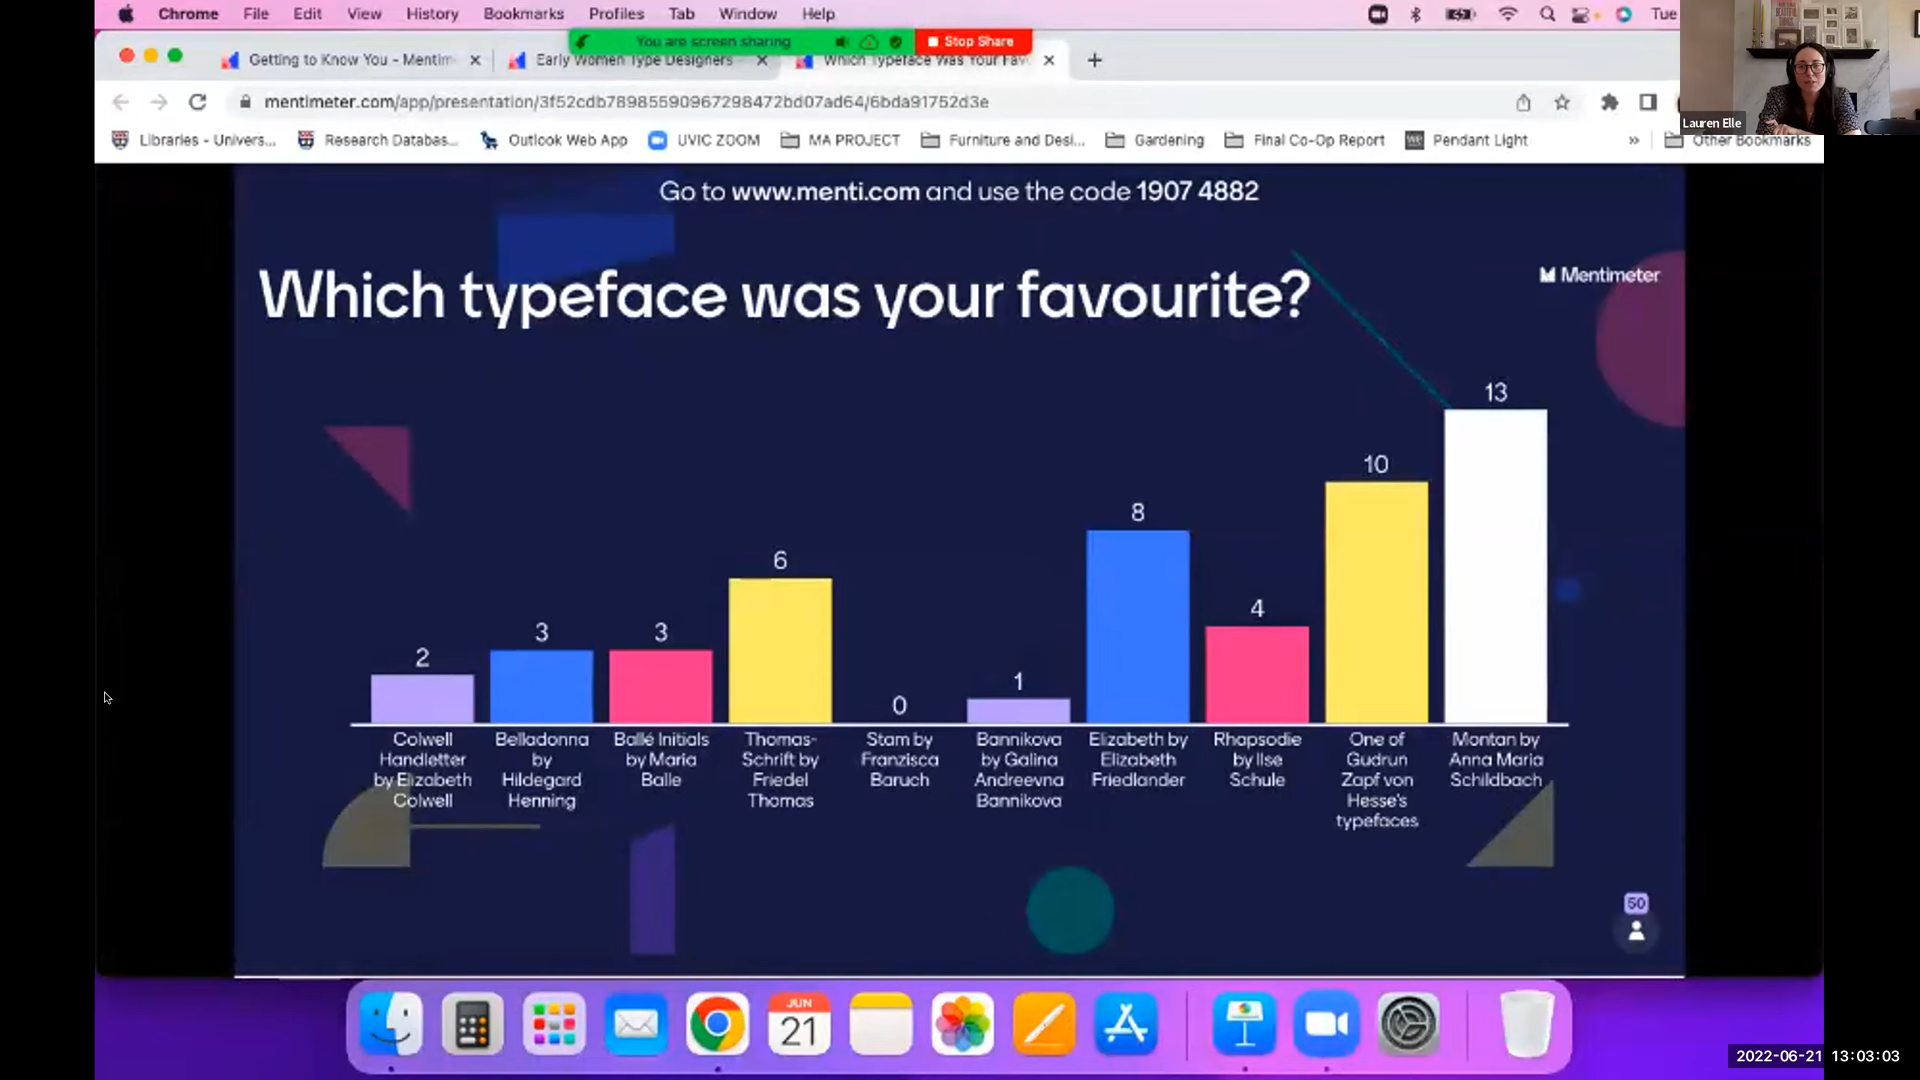 Chrome File Edit View History Bookmarks Profiles Tab Window Help Tue
You are screen sharing Stop Share
Getting to Know You - Mentim
Early Women Type Designers -
Which Typeface Was Your Fav
mentimeter.com/app/presentation/3f52cdb78985590967298472bd07ad64/6bda91752d3e
Lauren Elle
Libraries - Univers... Research Databas... Outlook Web App UVIC ZOOM MA PROJECT Furniture and Desi... Gardening Final Co-Op Report Pendant Light » Other Bookmarks
Go to www.menti.com and use the code 1907 4882
Which typeface was your favourite?
Mentimeter
2
3
3
6
0
1
8
4
10
13
Colwell
Handletter
by Elizabeth
Colwell
Belladonna
by
Hildegard
Henning
Ballé Initials
by Maria
Balle
Thomas-
Schrift by
Friedel
Thomas
Stam by
Franzisca
Baruch
Bannikova
by Galina
Andreevna
Bannikova
Elizabeth by
Elizabeth
Friedlander
Rhapsodie
by Ilse
Schule
One of
Gudrun
Zapf von
Hesse's
typefaces
Montan by
Anna Maria
Schildbach
50
JUN
21
2022-06-21 13:03:03